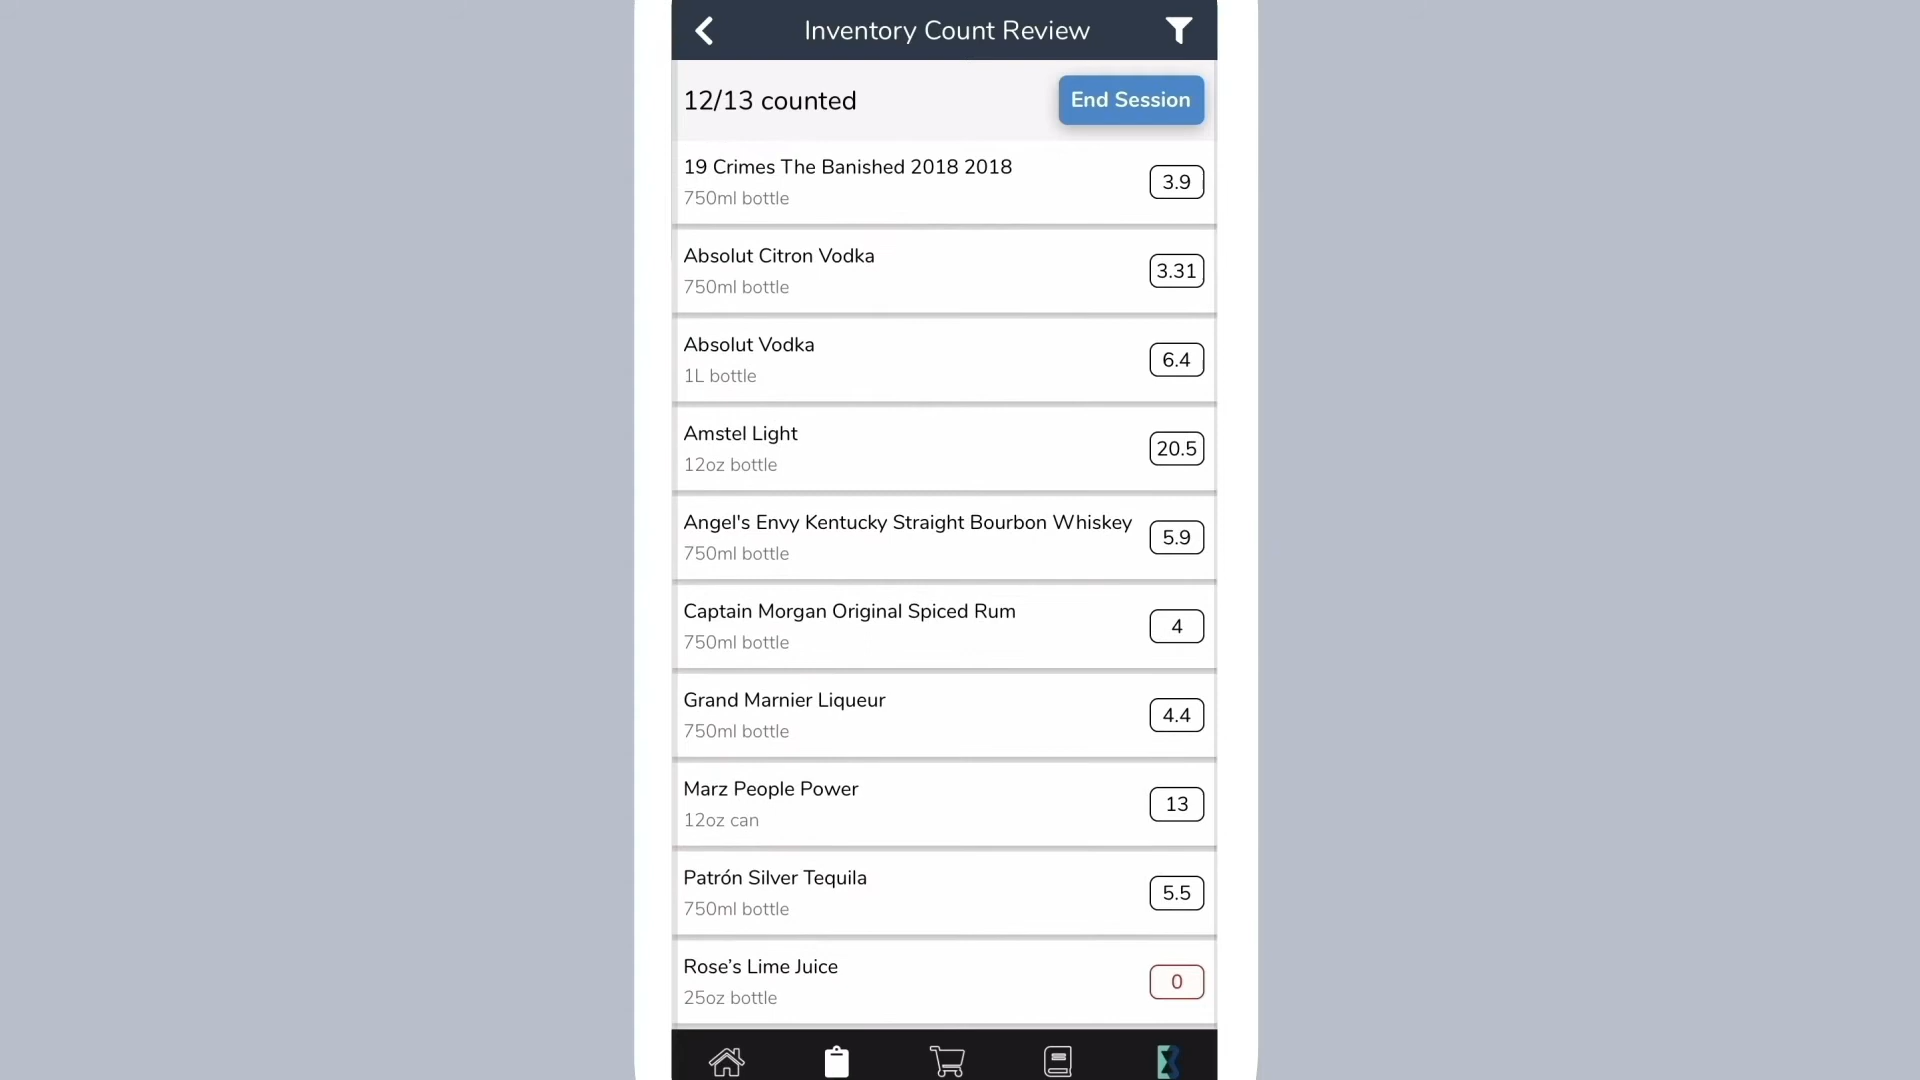 Inventory Count Review
12/13 counted
End Session
19 Crimes The Banished 2018 2018
3.9
750ml bottle
Absolut Citron Vodka
3.31
750ml bottle
Absolut Vodka
6.4
1L bottle
Amstel Light
20.5
12oz bottle
Angel's Envy Kentucky Straight Bourbon Whiskey
5.9
750ml bottle
Captain Morgan Original Spiced Rum
4
750ml bottle
Grand Marnier Liqueur
4.4
750ml bottle
Marz People Power
13
12oz can
Patrón Silver Tequila
5.5
750ml bottle
Rose’s Lime Juice
0
25oz bottle